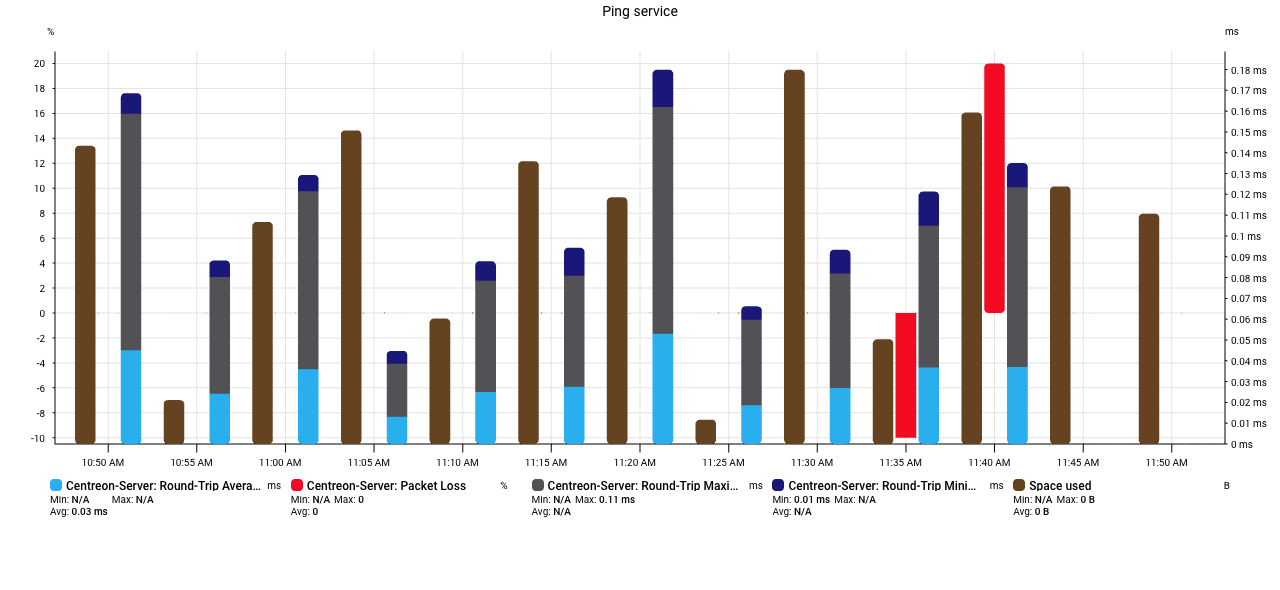 Ping service
% ms
20
18
16
14
12
10
8
6
4
2
0
-2
-4
-6
-8
-10
0.18 ms
0.17 ms
0.16 ms
0.15 ms
0.14 ms
0.13 ms
0.12 ms
0.11 ms
0.1 ms
0.09 ms
0.08 ms
0.07 ms
0.06 ms
0.05 ms
0.04 ms
0.03 ms
0.02 ms
0.01 ms
0 ms
10:50 AM 10:55 AM 11:00 AM 11:05 AM 11:10 AM 11:15 AM 11:20 AM 11:25 AM 11:30 AM 11:35 AM 11:40 AM 11:45 AM 11:50 AM
Centreon-Server: Round-Trip Avera... ms Centreon-Server: Packet Loss % Centreon-Server: Round-Trip Maxi... ms Centreon-Server: Round-Trip Mini... ms Space used B
Min: N/A Max: N/A Min: N/A Max: 0 Min: N/A Max: 0.11 ms Min: 0.01 ms Max: N/A Min: N/A Max: 0 B
Avg: 0.03 ms Avg: 0 Avg: N/A Avg: N/A Avg: 0 B